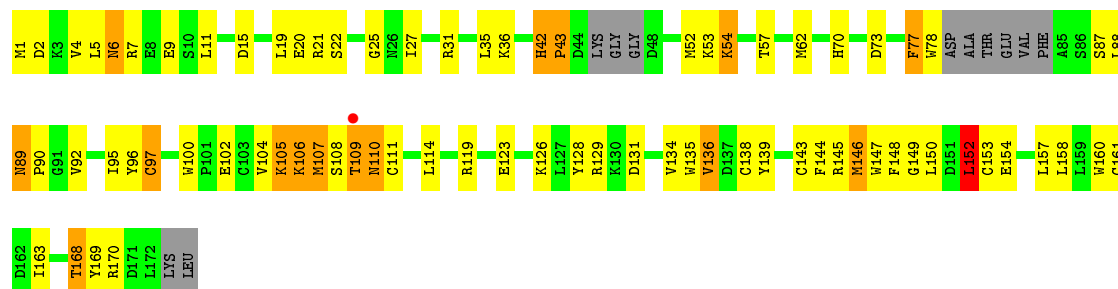 M1 D2 K3 V4 L5 N6 R7 E8 E9 S10 L11 D15 L19 E20 R21 S22 G25 N26 I27 R31 L35 K36 H42 P43 D44 LYS GLY GLY D48 M52 K53 K54 T57 M62 H70 D73 F77 W78 ASP ALA THR GLU VAL PHE A85 S86 S87 L88
N89 P90 G91 V92 I95 Y96 C97 W100 P101 E102 C103 V104 K105 K106 M107 S108 T109 N110 C111 L114 R119 E123 K126 L127 Y128 R129 K130 D131 V134 W135 V136 D137 C138 Y139 C143 F144 R145 M146 W147 F148 G149 L150 D151 L152 C153 E154 L157 L158 L159 W160 C161
D162 I163 T168 Y169 R170 D171 L172 LYS LEU